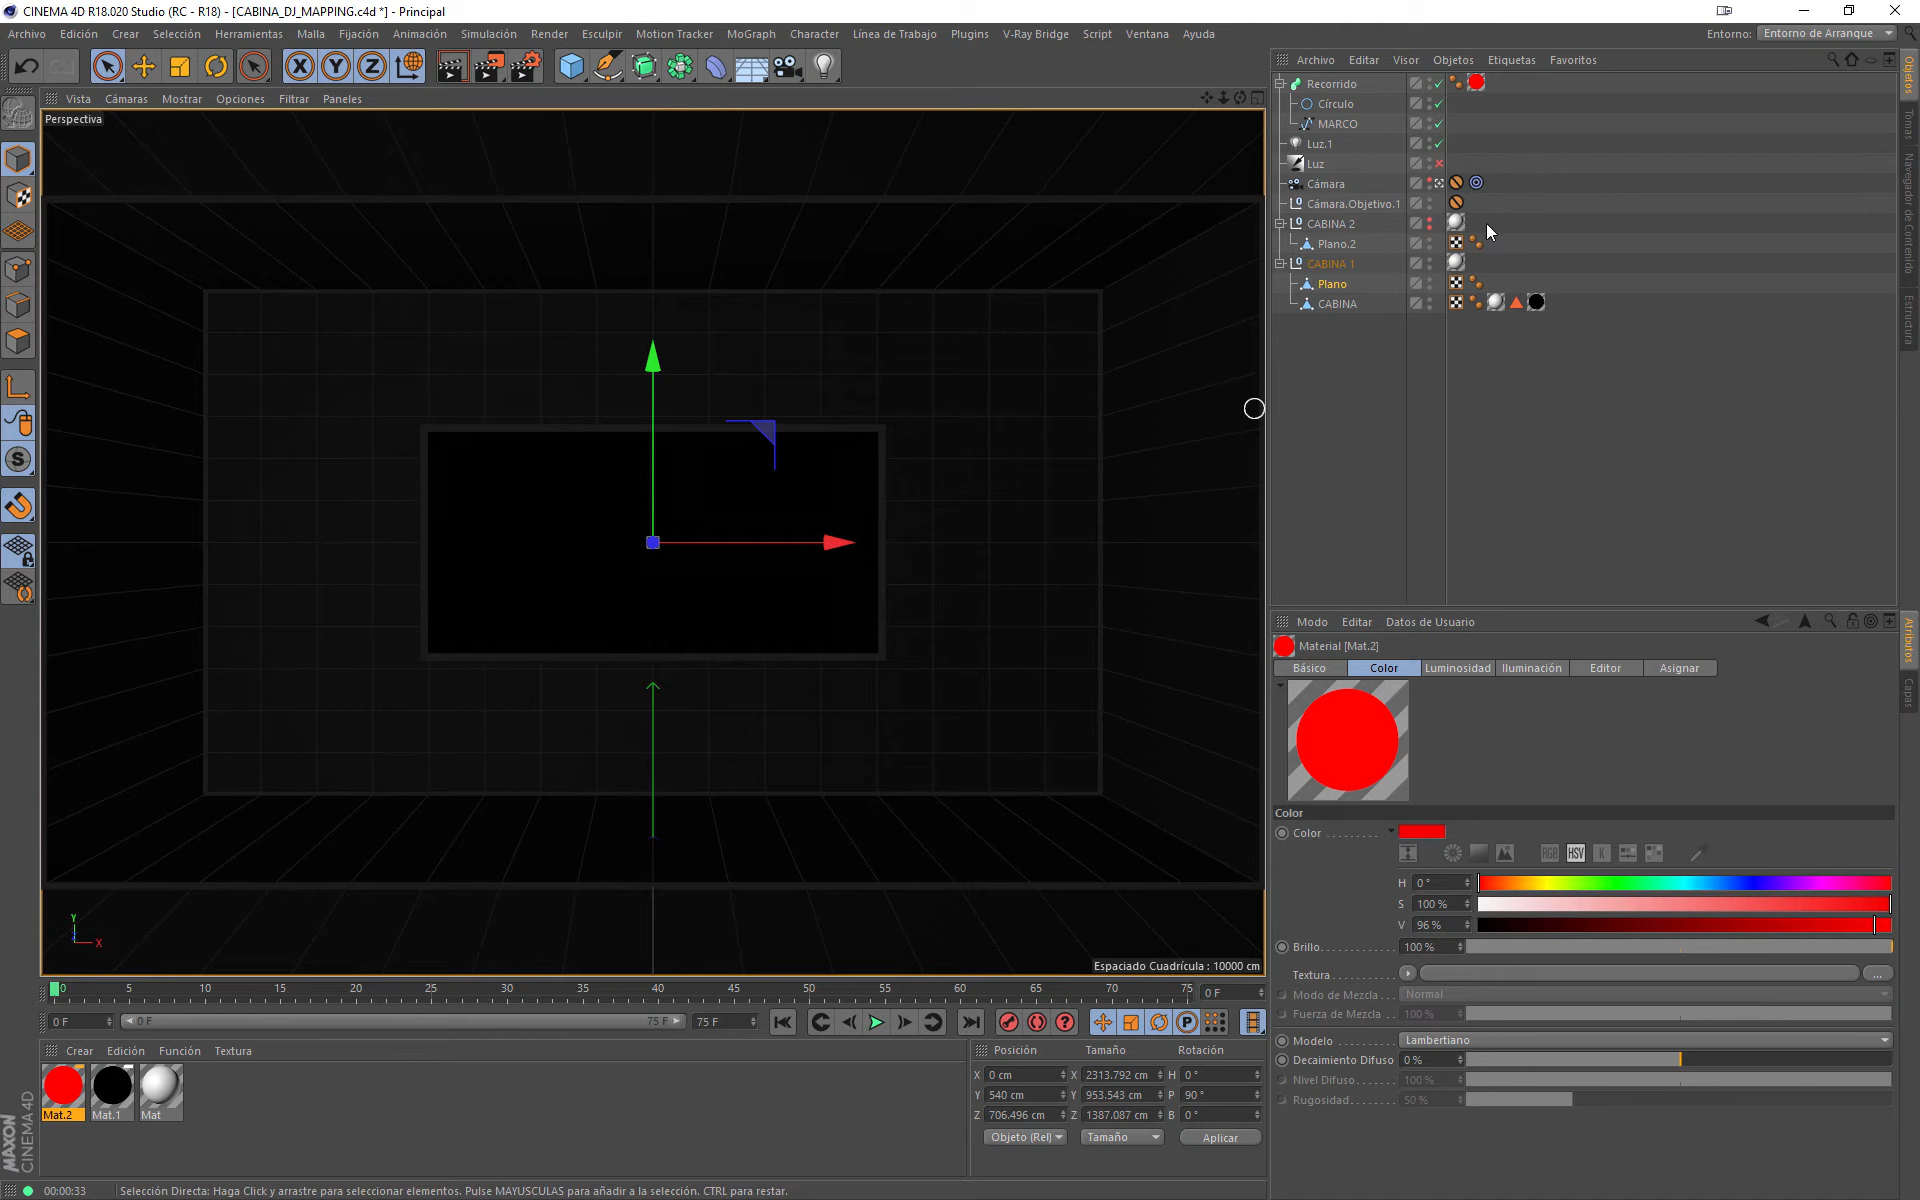 CINEMA 4D R18.020 Studio (RC - R18) - [CABINA_DJ_MAPPING.c4d *] - Principal
Archivo Edición Crear Selección Herramientas Malla Fijación Animación Simulación Render Esculpir Motion Tracker MoGraph Character Línea de Trabajo Plugins V-Ray Bridge Script Ventana Ayuda Entorno: Entorno de Arranque
X Y Z
Vista Cámaras Mostrar Opciones Filtrar Paneles
Perspectiva
Y
Z
X
Espaciado Cuadrícula : 10000 cm
S
Archivo Editar Visor Objetos Etiquetas Favoritos
Recorrido
Círculo
MARCO
Luz.1
Luz
Cámara
Cámara.Objetivo.1
CABINA 2
Plano.2
CABINA 1
Plano
CABINA
Objetos
Tomas
Navegador de Contenido
Estructura
Modo Editar Datos de Usuario
Material [Mat.2]
Básico Color Luminosidad Iluminación Editor Asignar
Color
Color
RGB HSV K
H 0 °
S 100 %
V 96 %
Brillo 100 %
Textura ...
Modo de Mezcla Normal
Fuerza de Mezcla 100 %
Modelo Lambertiano
Decaimiento Difuso 0 %
Nivel Difuso 100 %
Rugosidad 50 %
Atributos
Capas
0 5 10 15 20 25 30 35 40 45 50 55 60 65 70 75 0 F
0 F 0 F 75 F 75 F ? P
Crear Edición Función Textura
Mat.2 Mat.1 Mat
Posición Tamaño Rotación
X 0 cm X 2313.792 cm H 0 °
Y 540 cm Y 953.543 cm P 90 °
Z 706.496 cm Z 1387.087 cm B 0 °
Objeto (Rel) Tamaño Aplicar
MAXON CINEMA 4D
00:00:33 Selección Directa: Haga Click y arrastre para seleccionar elementos. Pulse MAYUSCULAS para añadir a la selección. CTRL para restar.